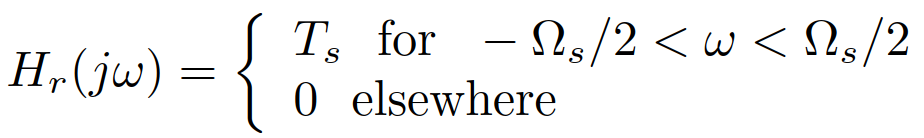 H_r(jω) = { T_s for − Ω_s/2 < ω < Ω_s/2
0 elsewhere